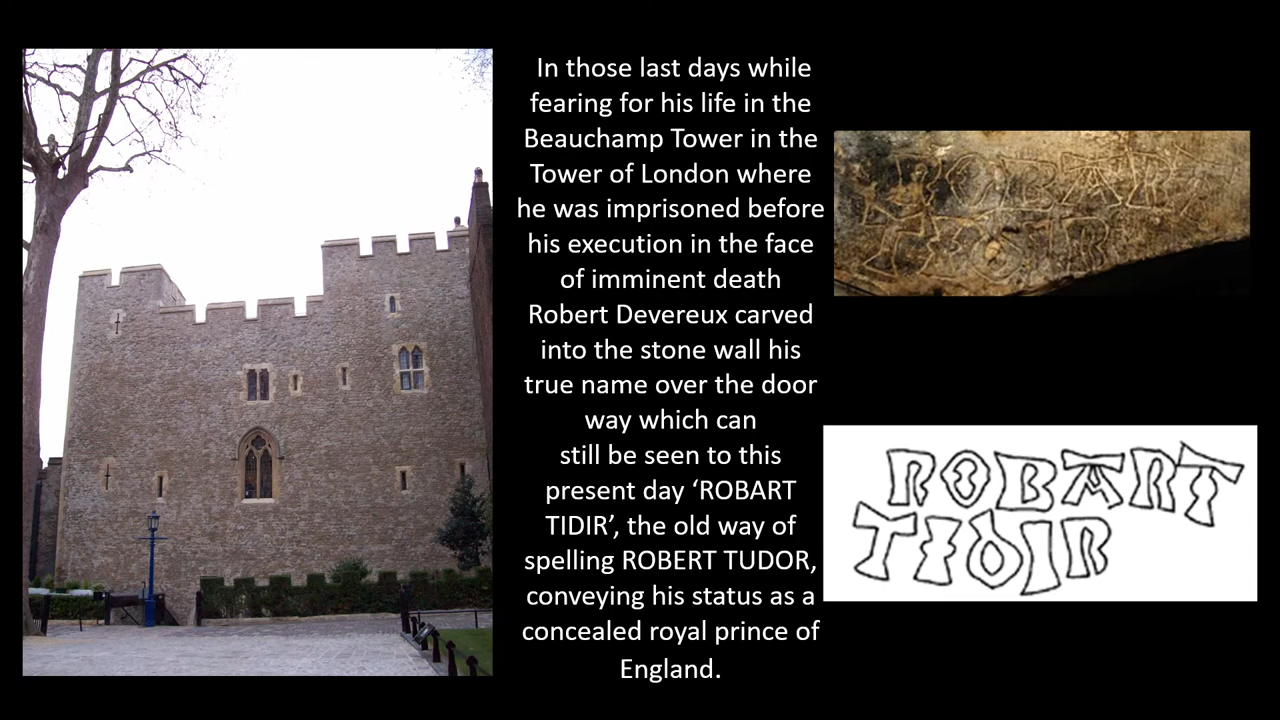 In those last days while
fearing for his life in the
Beauchamp Tower in the
Tower of London where
he was imprisoned before
his execution in the face
of imminent death
Robert Devereux carved
into the stone wall his
true name over the door
way which can
still be seen to this
present day ‘ROBART
TIDIR’, the old way of
spelling ROBERT TUDOR,
conveying his status as a
concealed royal prince of
England.
ROBART
TIDIR